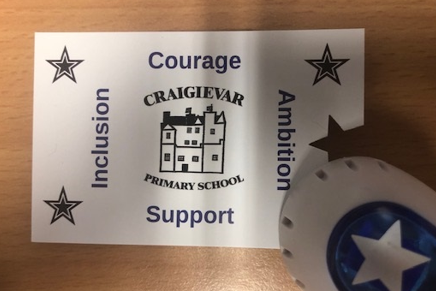 Courage
Inclusion
CRAIGIEVAR
PRIMARY SCHOOL
Ambition
Support